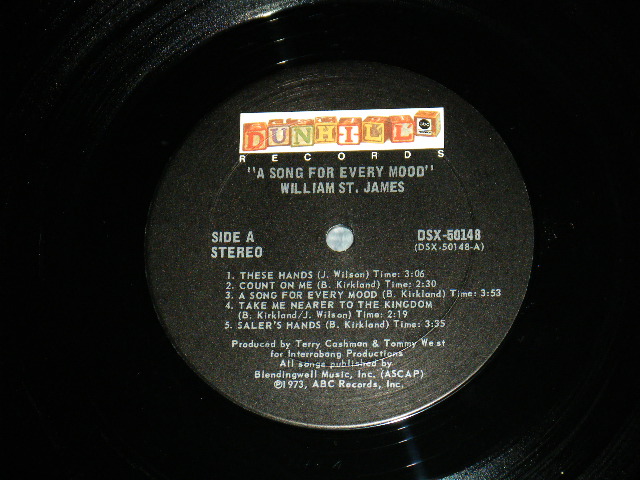 DUNHILL abc
RECORDS
"A SONG FOR EVERY MOOD"
WILLIAM ST. JAMES
SIDE A
STEREO
DSX-50148
(DSX-50148-A)
1. THESE HANDS (J. Wilson) Time: 3:06
2. COUNT ON ME (B. Kirkland) Time: 2:30
3. A SONG FOR EVERY MOOD (B. Kirkland) Time: 3:53
4. TAKE ME NEARER TO THE KINGDOM
(B. Kirkland/J. Wilson) Time: 2:19
5. SALER'S HANDS (B. Kirkland) Time: 3:35
Produced by Terry Cashman & Tommy West
for Interrobang Productions
All songs published by
Blendingwell Music, Inc. (ASCAP)
℗1973, ABC Records, Inc.